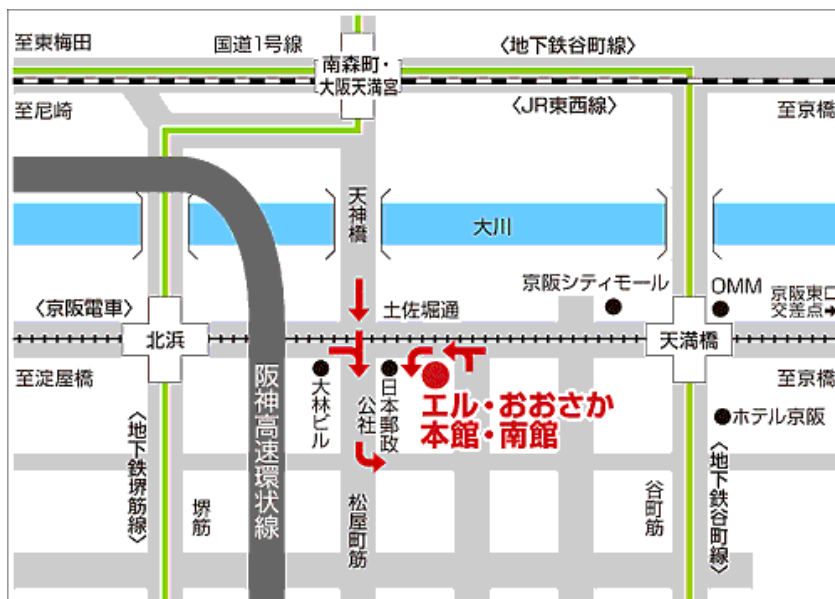 至東梅田
国道1号線
〈地下鉄谷町線〉
南森町・
大阪天満宮
至尼崎
〈JR東西線〉
至京橋
天神橋
大川
京阪シティモール
OMM
京阪東口
交差点
〈京阪電車〉
土佐堀通
北浜
天満橋
至淀屋橋
至京橋
大林ビル
日本郵政
公社
エル・おおさか
本館・南館
ホテル京阪
阪神高速環状線
〈地下鉄堺筋線〉
堺筋
松屋町筋
谷町筋
〈地下鉄谷町線〉